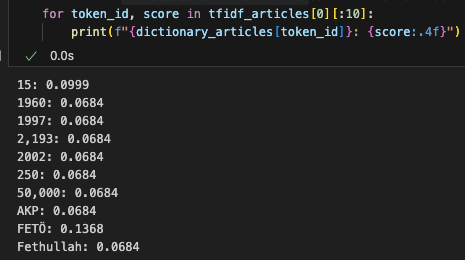 for token_id, score in tfidf_articles[0][:10]:
    print(f"{dictionary_articles[token_id]}: {score:.4f}")
✓ 0.0s
15: 0.0999
1960: 0.0684
1997: 0.0684
2,193: 0.0684
2002: 0.0684
250: 0.0684
50,000: 0.0684
AKP: 0.0684
FETÖ: 0.1368
Fethullah: 0.0684